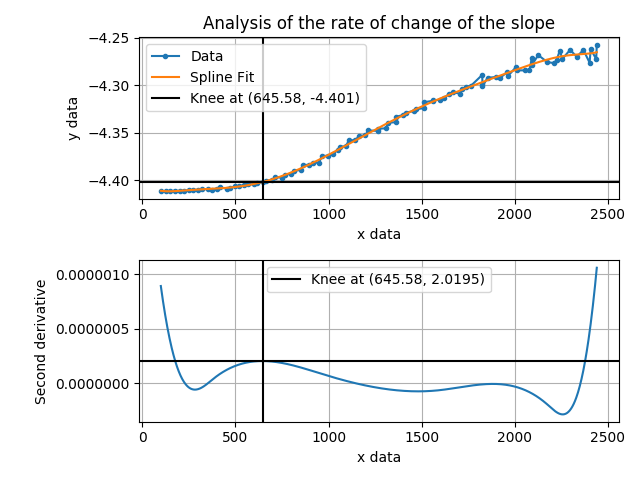 Analysis of the rate of change of the slope
−4.25
−4.30
−4.35
−4.40
y data
Data
Spline Fit
Knee at (645.58, -4.401)
0 500 1000 1500 2000 2500
x data
0.0000010
0.0000005
0.0000000
Second derivative
Knee at (645.58, 2.0195)
0 500 1000 1500 2000 2500
x data